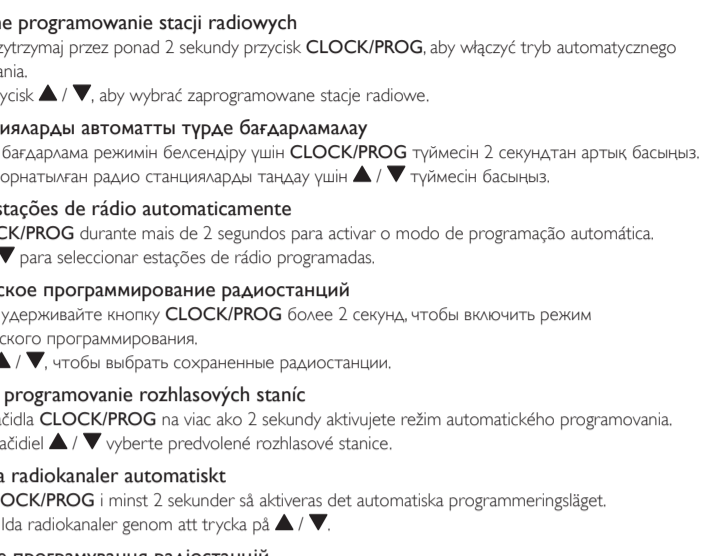 ne programowanie stacji radiowych
zytrzymaj przez ponad 2 sekundy przycisk CLOCK/PROG, aby włączyć tryb automatycznego
ania.
ycisk ▲ / ▼, aby wybrać zaprogramowane stacje radiowe.
цияларды автоматты түрде бағдарламалау
бағдарлама режимін белсендіру үшін CLOCK/PROG түймесін 2 секундтан артық басыңыз.
орнатылған радио станцияларды таңдау үшін ▲ / ▼ түймесін басыңыз.
stações de rádio automaticamente
CK/PROG durante mais de 2 segundos para activar o modo de programação automática.
▼ para seleccionar estações de rádio programadas.
ское программирование радиостанций
удерживайте кнопку CLOCK/PROG более 2 секунд, чтобы включить режим
ского программирования.
▲ / ▼, чтобы выбрать сохраненные радиостанции.
programovanie rozhlasových staníc
ačidla CLOCK/PROG na viac ako 2 sekundy aktivujete režim automatického programovania.
ačidiel ▲ / ▼ vyberte predvolené rozhlasové stanice.
a radiokanaler automatiskt
LOCK/PROG i minst 2 sekunder så aktiveras det automatiska programmeringsläget.
llda radiokanaler genom att trycka på ▲ / ▼.